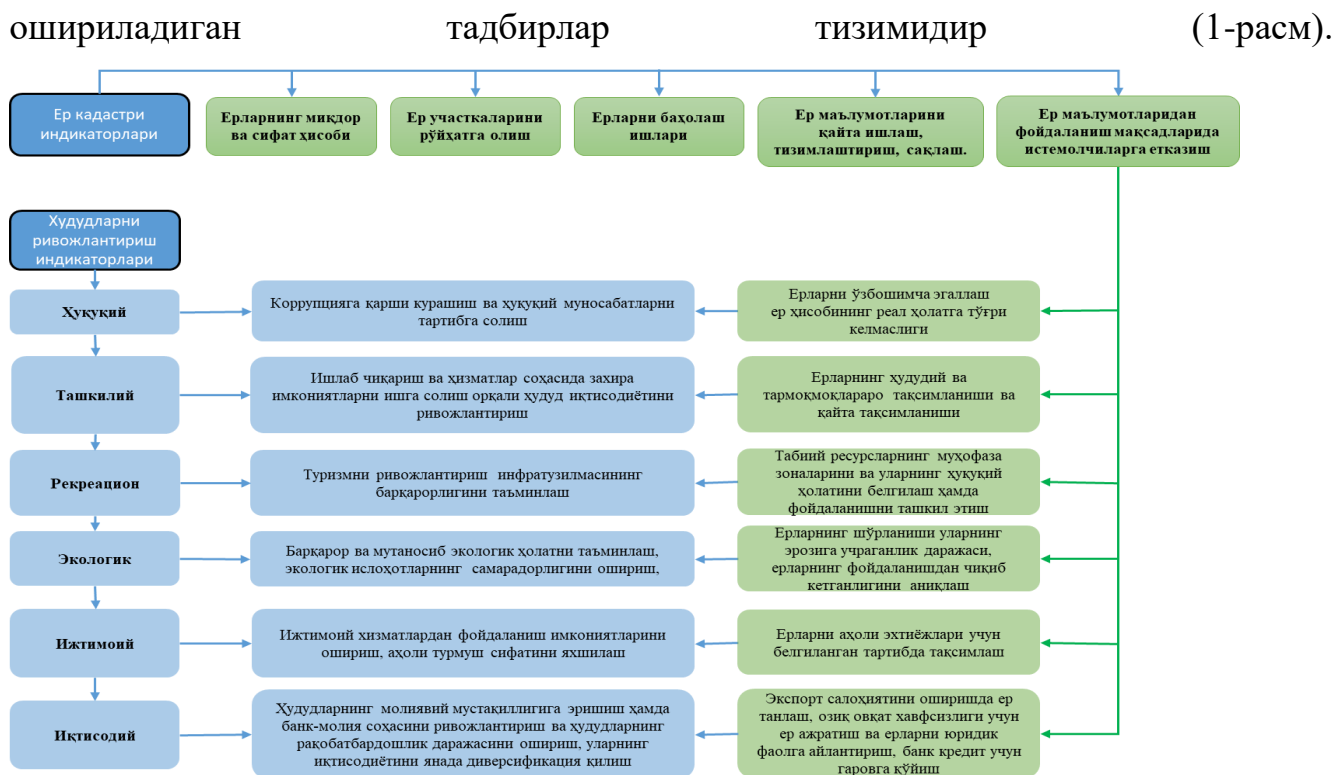 ошириладиган тадбирлар тизимидир (1-расм).
Ер кадастри
индикаторлари
Ерларнинг миқдор
ва сифат ҳисоби
Ер участкаларини
рўйҳатга олиш
Ерларни баҳолаш
ишлари
Ер маълумотларини
қайта ишлаш,
тизимлаштириш, сақлаш.
Ер маълумотларидан
фойдаланиш мақсадларида
истемолчиларга етказиш
Худудларни
ривожлантириш
индикаторлари
Ҳуқуқий
Коррупцияга қарши курашиш ва ҳуқуқий муносабатларни
тартибга солиш
Ерларни ўзбошимча эгаллаш
ер ҳисобининг реал ҳолатга тўғри
келмаслиги
Ташкилий
Ишлаб чиқариш ва ҳизматлар соҳасида захира
имкониятларни ишга солиш орқали ҳудуд иқтисодиётини
ривожлантириш
Ерларнинг ҳудудий ва
тармоқмоқлараро тақсимланиши ва
қайта тақсимланиши
Рекреацион
Туризмни ривожлантириш инфратузилмасининг
барқарорлигини таъминлаш
Табиий ресурсларнинг муҳофаза
зоналарини ва уларнинг ҳуқуқий
ҳолатини белгилаш ҳамда
фойдаланишни ташкил этиш
Экологик
Барқарор ва мутаносиб экологик ҳолатни таъминлаш,
экологик ислоҳотларнинг самарадорлигини ошириш,
Ерларнинг шўрланиши уларнинг
эрозига учраганлик даражаси,
ерларнинг фойдаланишдан чиқиб
кетганлигини аниқлаш
Ижтимоий
Ижтимоий хизматлардан фойдаланиш имкониятларини
ошириш, аҳоли турмуш сифатини яхшилаш
Ерларни аҳоли эхтиёжлари учун
белгиланган тартибда тақсимлаш
Иқтисодий
Ҳудудларнинг молиявий мустақиллигига эришиш ҳамда
банк-молия соҳасини ривожлантириш ва ҳудудларнинг
рақобатбардошлик даражасини ошириш, уларнинг
иқтисодиётини янада диверсификация қилиш
Экспорт салоҳиятини оширишда ер
танлаш, озиқ овқат хавфсизлиги учун
ер ажратиш ва ерларни юридик
фаолга айлантириш, банк кредит учун
гаровга қўйиш